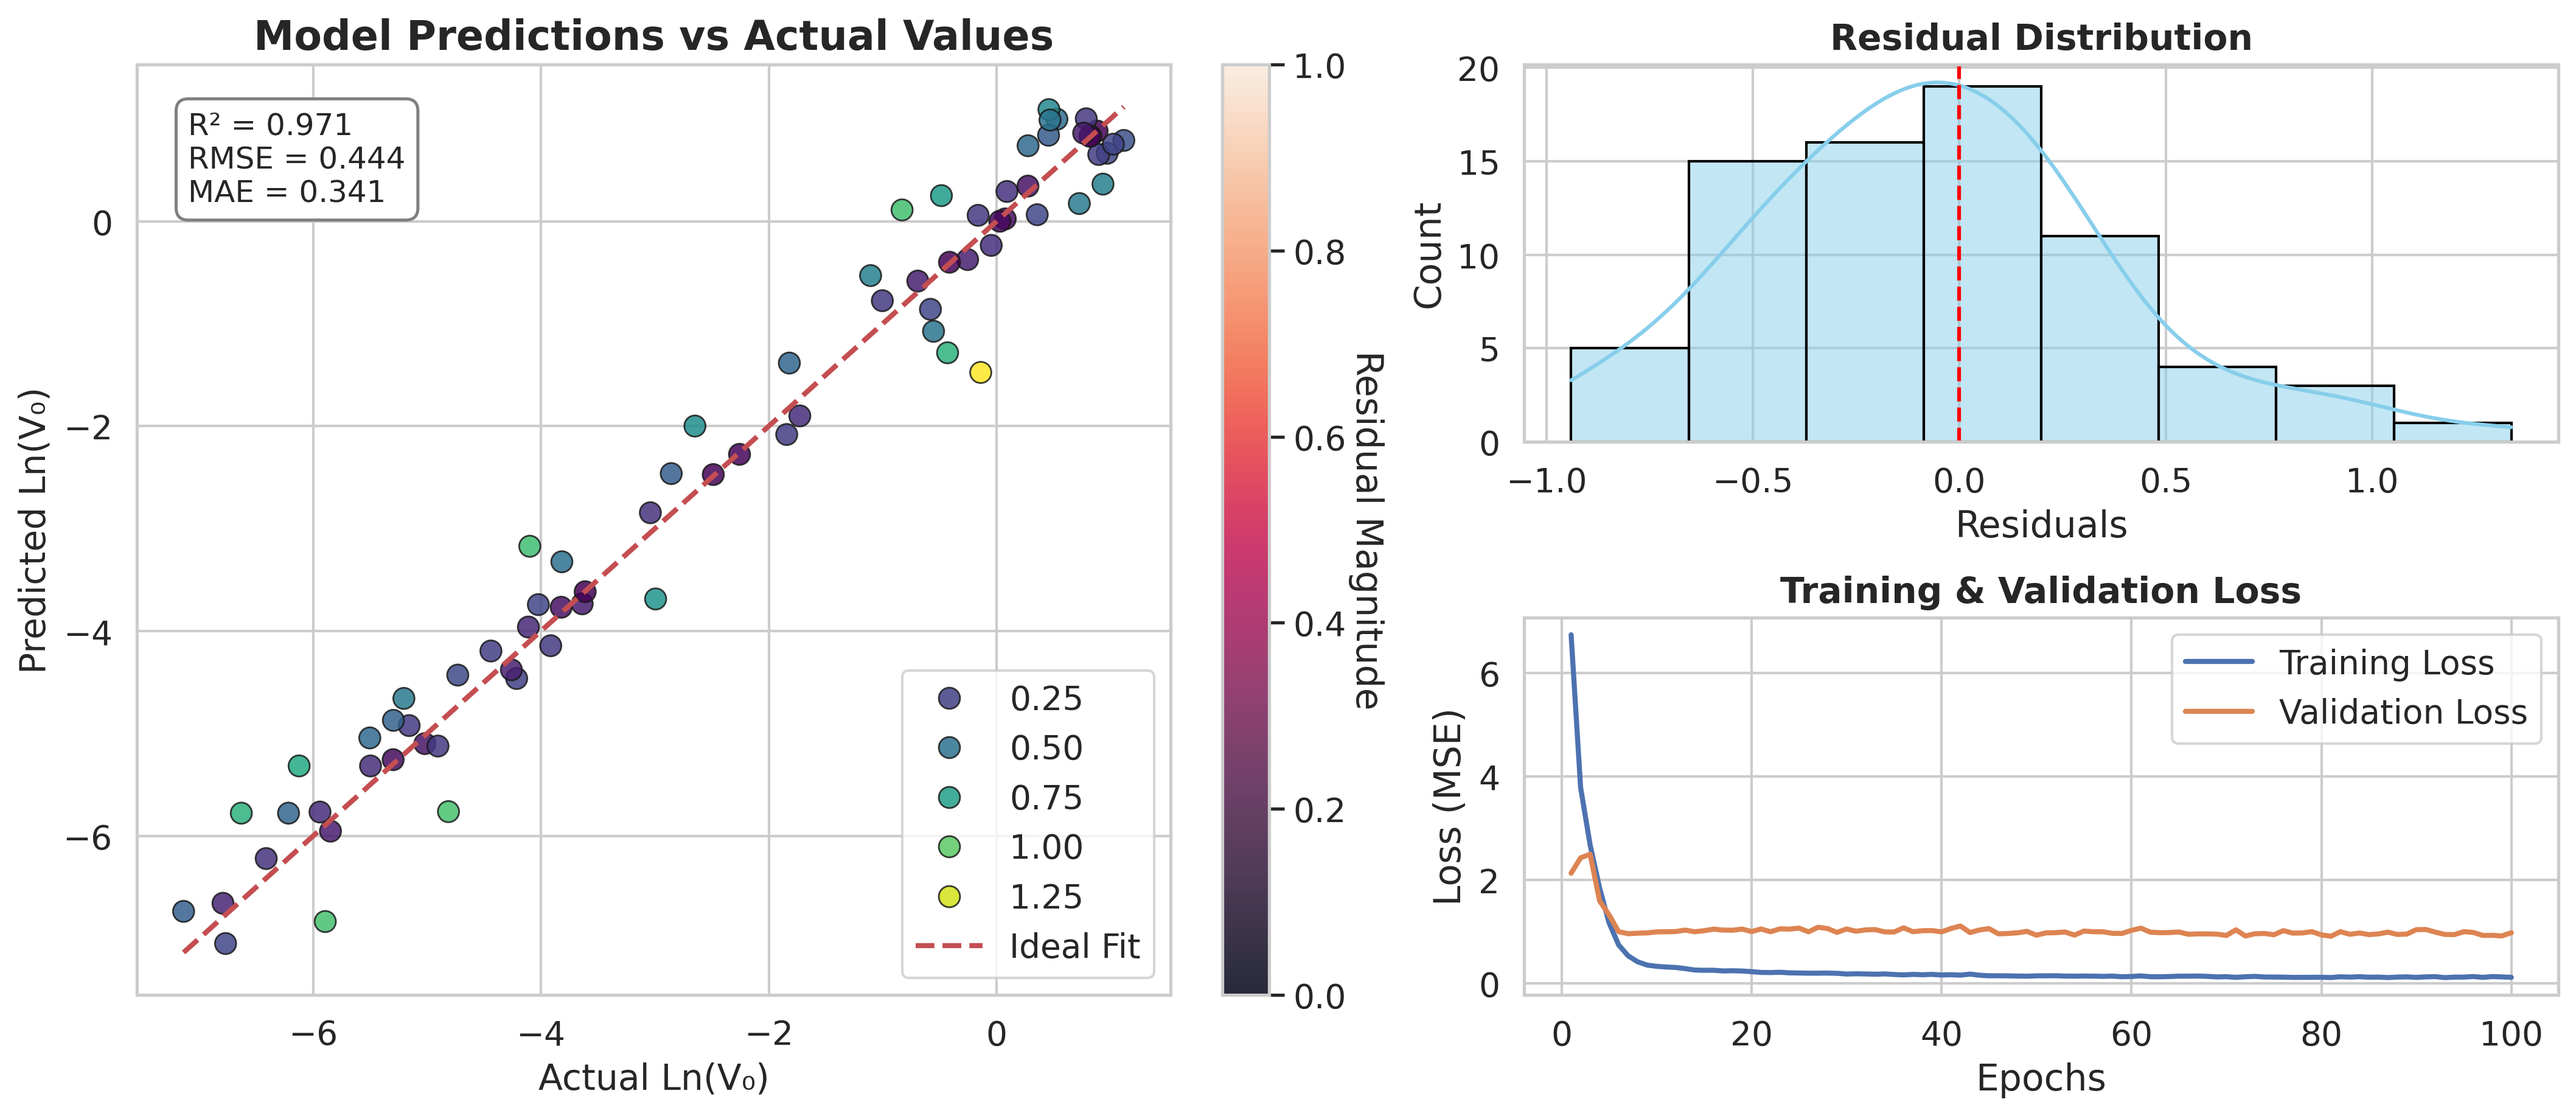 Model Predictions vs Actual Values
R² = 0.971
RMSE = 0.444
MAE = 0.341
Predicted Ln(V₀)
0
−2
−4
−6
−6
−4
−2
0
Actual Ln(V₀)
0.25
0.50
0.75
1.00
1.25
Ideal Fit
1.0
0.8
0.6
0.4
0.2
0.0
Residual Magnitude
Residual Distribution
Count
20
15
10
5
0
−1.0
−0.5
0.0
0.5
1.0
Residuals
Training & Validation Loss
Loss (MSE)
6
4
2
0
Training Loss
Validation Loss
0
20
40
60
80
100
Epochs